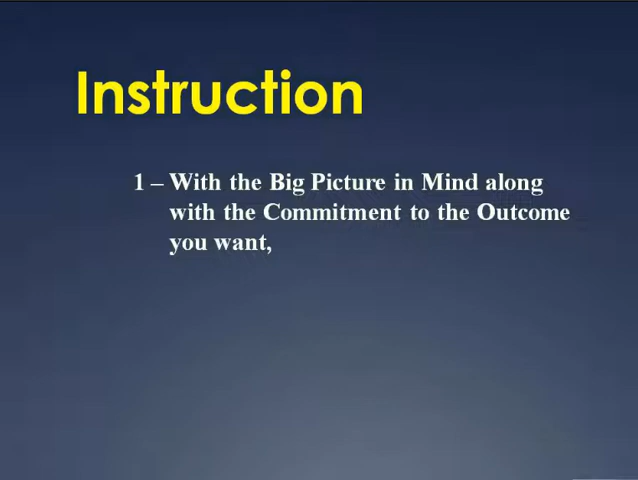 Instruction
1 – With the Big Picture in Mind along
with the Commitment to the Outcome
you want,